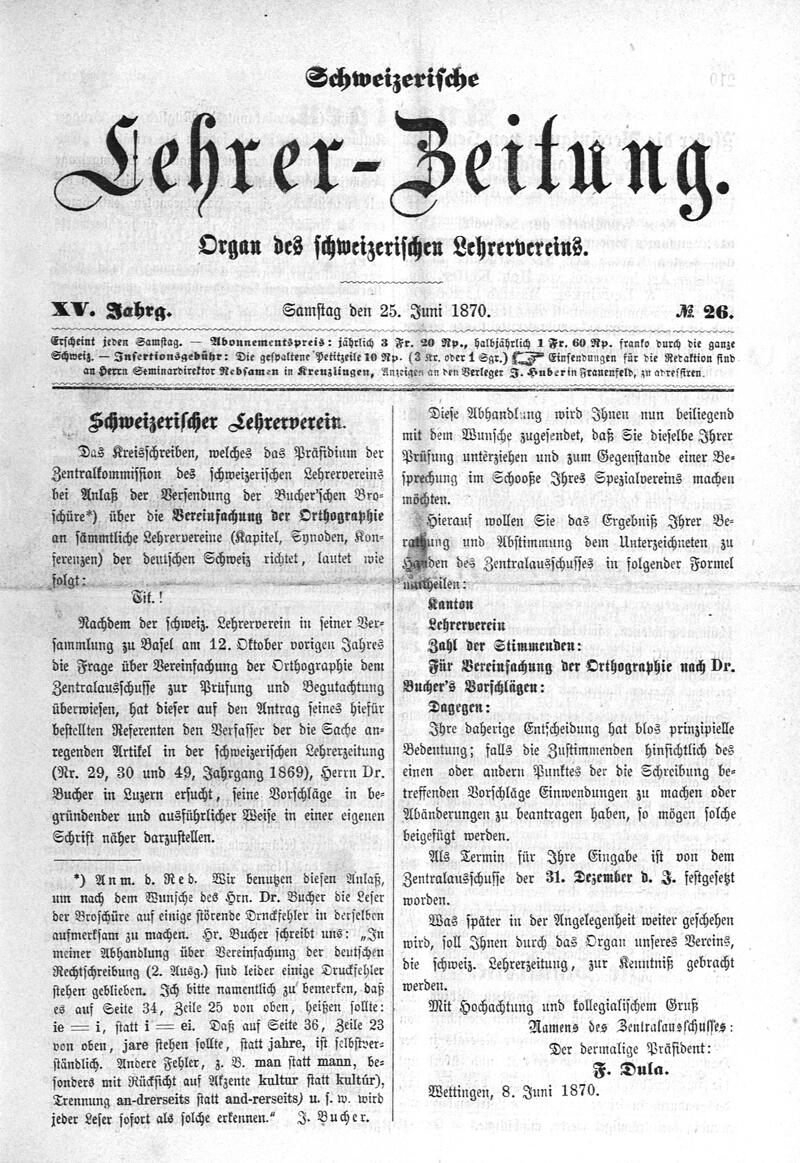 Schweizerische
Lehrer-Zeitung.
Organ des schweizerischen Lehrervereins.
XV. Jahrg.
Samstag den 25. Juni 1870.
№ 26.
Erscheint jeden Samstag. — Abonnementspreis: jährlich 3 Fr. 20 Rp., halbjährlich 1 Fr. 60 Rp. franko durch die ganze
Schweiz. — Insertionsgebühr: Die gespaltene Petitzeile 10 Rp. (3 Kr. oder 1 Sgr.) ☞ Einsendungen für die Redaktion sind
an Herrn Seminardirektor Rebsamen in Kreuzlingen, Anzeigen an den Verleger J. Huber in Frauenfeld, zu adressiren.
Schweizerischer Lehrerverein.
Das Kreisschreiben, welches das Präsidium der
Zentralkommission des schweizerischen Lehrervereins
bei Anlaß der Versendung der Bucher'schen Bro-
schüre*) über die Vereinfachung der Orthographie
an sämmtliche Lehrervereine (Kapitel, Synoden, Kon-
ferenzen) der deutschen Schweiz richtet, lautet wie
folgt:
Tit.!
Nachdem der schweiz. Lehrerverein in seiner Ver-
sammlung zu Basel am 12. Oktober vorigen Jahres
die Frage über Vereinfachung der Orthographie dem
Zentralausschusse zur Prüfung und Begutachtung
überwiesen, hat dieser auf den Antrag seines hiefür
bestellten Referenten den Verfasser der die Sache an-
regenden Artikel in der schweizerischen Lehrerzeitung
(Nr. 29, 30 und 49, Jahrgang 1869), Herrn Dr.
Bucher in Luzern ersucht, seine Vorschläge in be-
gründender und ausführlicher Weise in einer eigenen
Schrift näher darzustellen.
*) Anm. d. Red. Wir benutzen diesen Anlaß,
um nach dem Wunsche des Hrn. Dr. Bucher die Leser
der Broschüre auf einige störende Druckfehler in derselben
aufmerksam zu machen. Hr. Bucher schreibt uns: „In
meiner Abhandlung über Vereinfachung der deutschen
Rechtschreibung (2. Ausg.) sind leider einige Druckfehler
stehen geblieben. Ich bitte namentlich zu bemerken, daß
es auf Seite 34, Zeile 25 von oben, heißen sollte:
ie = i, statt i = ei. Daß auf Seite 36, Zeile 23
von oben, jare stehen sollte, statt jahre, ist selbstver-
ständlich. Andere Fehler, z. B. man statt mann, be-
sonders mit Rücksicht auf Akzente kultur statt kultúr),
Trennung an-drerseits statt and-rerseits) u. s. w. wird
jeder Leser sofort als solche erkennen." J. Bucher.
Diese Abhandlung wird Ihnen nun beiliegend
mit dem Wunsche zugesendet, daß Sie dieselbe Ihrer
Prüfung unterziehen und zum Gegenstande einer Be-
sprechung im Schooße Ihres Spezialvereins machen
möchten.
Hierauf wollen Sie das Ergebniß Ihrer Be-
rathung und Abstimmung dem Unterzeichneten zu
Handen des Zentralausschusses in folgender Formel
mittheilen:
Kanton
Lehrerverein
Zahl der Stimmenden:
Für Vereinfachung der Orthographie nach Dr.
Bucher's Vorschlägen:
Dagegen:
Ihre daherige Entscheidung hat blos prinzipielle
Bedeutung; falls die Zustimmenden hinsichtlich des
einen oder andern Punktes der die Schreibung be-
treffenden Vorschläge Einwendungen zu machen oder
Abänderungen zu beantragen haben, so mögen solche
beigefügt werden.
Als Termin für Ihre Eingabe ist von dem
Zentralausschusse der 31. Dezember d. J. festgesetzt
worden.
Was später in der Angelegenheit weiter geschehen
wird, soll Ihnen durch das Organ unseres Vereins,
die schweiz. Lehrerzeitung, zur Kenntniß gebracht
werden.
Mit Hochachtung und kollegialischem Gruß
Namens des Zentralausschusses:
Der dermalige Präsident:
F. Dula.
Wettingen, 8. Juni 1870.